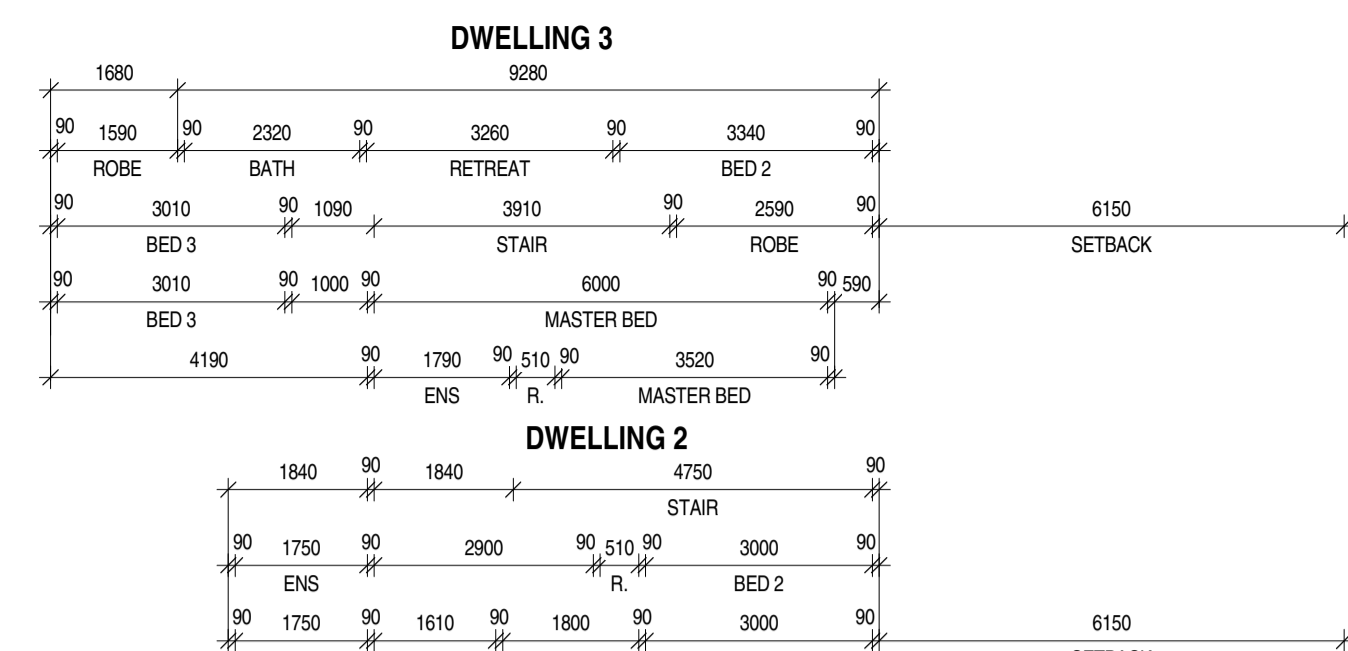 DWELLING 3
1680 9280
90 1590 90 2320 90 3260 90 3340 90
ROBE BATH RETREAT BED 2
90 3010 90 1090 3910 90 2590 90 6150
BED 3 STAIR ROBE SETBACK
90 3010 90 1000 90 6000 90 590
BED 3 MASTER BED
4190 90 1790 90 510 90 3520 90
ENS R. MASTER BED
DWELLING 2
1840 90 1840 4750 90
STAIR
90 1750 90 2900 90 510 90 3000 90
ENS R. BED 2
90 1750 90 1610 90 1800 90 3000 90 6150